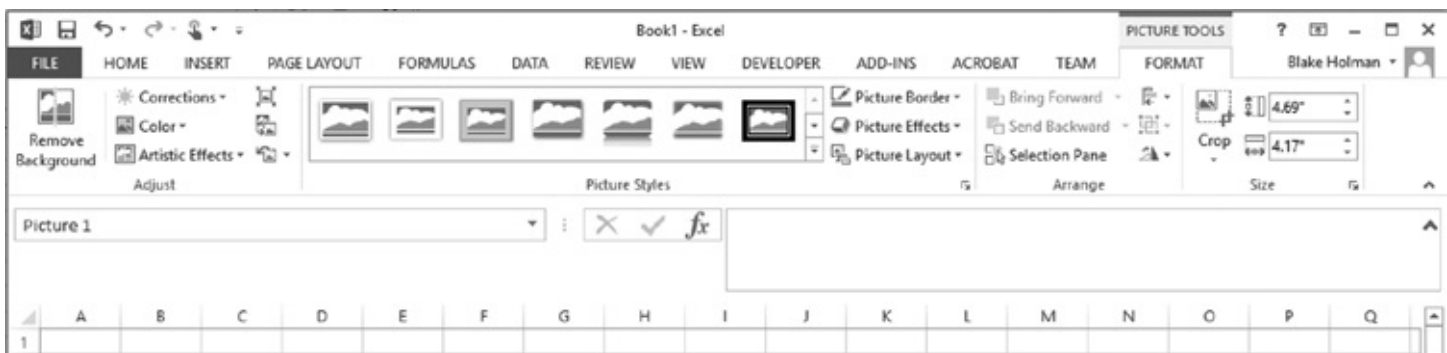 Book1 - Excel PICTURE TOOLS ?
FILE HOME INSERT PAGE LAYOUT FORMULAS DATA REVIEW VIEW DEVELOPER ADD-INS ACROBAT TEAM FORMAT Blake Holman
Remove Background
Corrections
Color
Artistic Effects
Adjust
Picture Styles
Picture Border
Picture Effects
Picture Layout
Bring Forward
Send Backward
Selection Pane
Arrange
Crop
4.69"
4.17"
Size
Picture 1 fx
A B C D E F G H I J K L M N O P Q
1